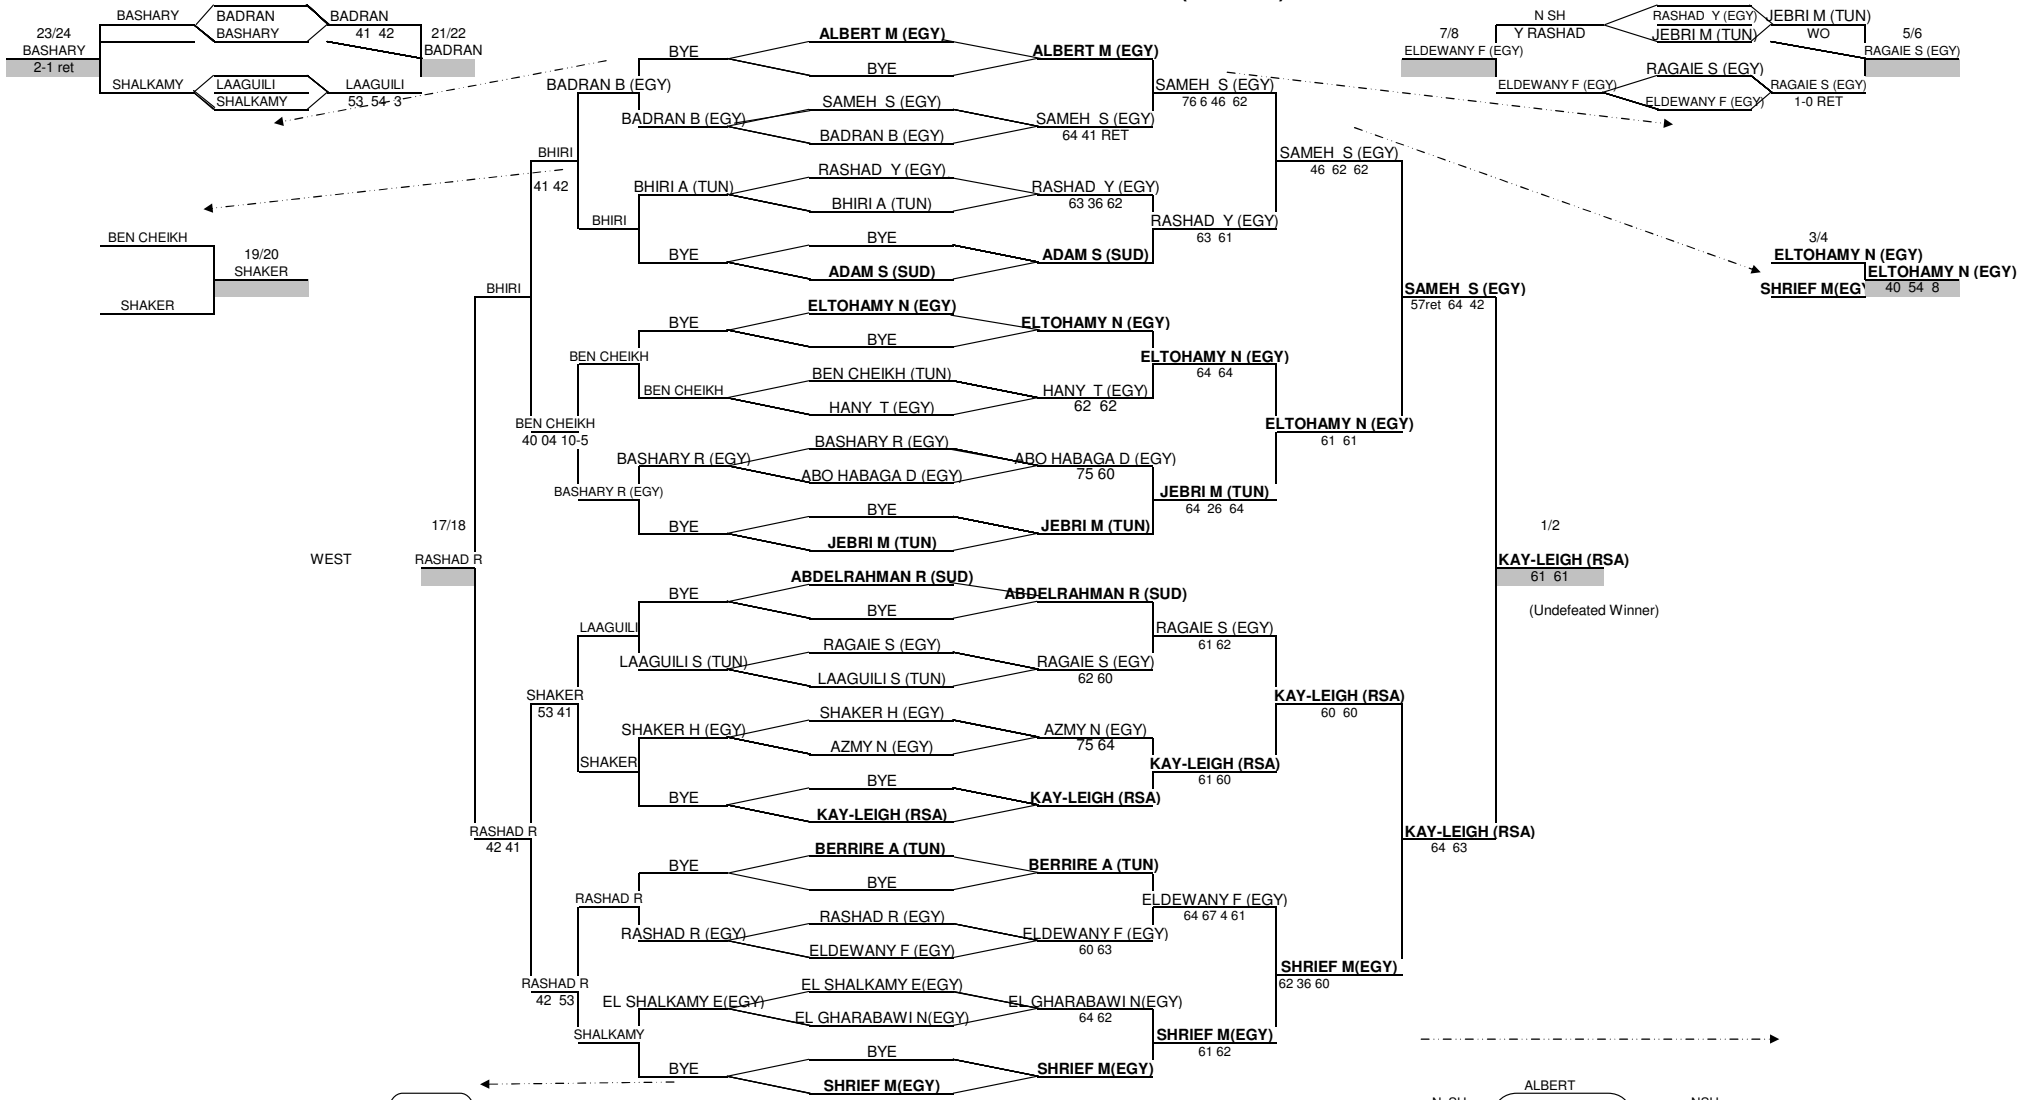 BASHARY
BADRAN
BASHARY
BADRAN
41 42
23/24
BASHARY
2-1 ret
21/22
BADRAN
SHALKAMY
LAAGUILI
SHALKAMY
LAAGUILI
53 54 3
BEN CHEIKH
19/20
SHAKER
SHAKER
WEST
17/18
RASHAD R
BHIRI
RASHAD R
42 41
BHIRI
41 42
BEN CHEIKH
40 04 10-5
SHAKER
53 41
RASHAD R
42 53
BADRAN B (EGY)
BHIRI
BEN CHEIKH
BASHARY R (EGY)
LAAGUILI
SHAKER
RASHAD R
SHALKAMY
BYE
BADRAN B (EGY)
BHIRI A (TUN)
BYE
BYE
BEN CHEIKH
BASHARY R (EGY)
BYE
BYE
LAAGUILI S (TUN)
SHAKER H (EGY)
BYE
BYE
RASHAD R (EGY)
EL SHALKAMY E(EGY)
BYE
ALBERT M (EGY)
BYE
SAMEH S (EGY)
BADRAN B (EGY)
RASHAD Y (EGY)
BHIRI A (TUN)
BYE
ADAM S (SUD)
ELTOHAMY N (EGY)
BYE
BEN CHEIKH (TUN)
HANY T (EGY)
BASHARY R (EGY)
ABO HABAGA D (EGY)
BYE
JEBRI M (TUN)
ABDELRAHMAN R (SUD)
BYE
RAGAIE S (EGY)
LAAGUILI S (TUN)
SHAKER H (EGY)
AZMY N (EGY)
BYE
KAY-LEIGH (RSA)
BERRIRE A (TUN)
BYE
RASHAD R (EGY)
ELDEWANY F (EGY)
EL SHALKAMY E(EGY)
EL GHARABAWI N(EGY)
BYE
SHRIEF M(EGY)
ALBERT M (EGY)
SAMEH S (EGY)
64 41 RET
RASHAD Y (EGY)
63 36 62
ADAM S (SUD)
ELTOHAMY N (EGY)
HANY T (EGY)
62 62
ABO HABAGA D (EGY)
75 60
JEBRI M (TUN)
ABDELRAHMAN R (SUD)
RAGAIE S (EGY)
62 60
AZMY N (EGY)
75 64
KAY-LEIGH (RSA)
BERRIRE A (TUN)
ELDEWANY F (EGY)
60 63
EL GHARABAWI N(EGY)
64 62
SHRIEF M(EGY)
SAMEH S (EGY)
76 6 46 62
RASHAD Y (EGY)
63 61
ELTOHAMY N (EGY)
64 64
JEBRI M (TUN)
64 26 64
RAGAIE S (EGY)
61 62
KAY-LEIGH (RSA)
61 60
ELDEWANY F (EGY)
64 67 4 61
SHRIEF M(EGY)
61 62
SAMEH S (EGY)
46 62 62
ELTOHAMY N (EGY)
61 61
KAY-LEIGH (RSA)
60 60
SHRIEF M(EGY)
62 36 60
SAMEH S (EGY)
57ret 64 42
KAY-LEIGH (RSA)
64 63
1/2
KAY-LEIGH (RSA)
61 61
(Undefeated Winner)
7/8
ELDEWANY F (EGY)
N SH
Y RASHAD
ELDEWANY F (EGY)
RASHAD Y (EGY)
JEBRI M (TUN)
RAGAIE S (EGY)
ELDEWANY F (EGY)
JEBRI M (TUN)
WO
RAGAIE S (EGY)
1-0 RET
5/6
RAGAIE S (EGY)
3/4
ELTOHAMY N (EGY)
SHRIEF M(EGY
ELTOHAMY N (EGY)
40 54 8
ALBERT